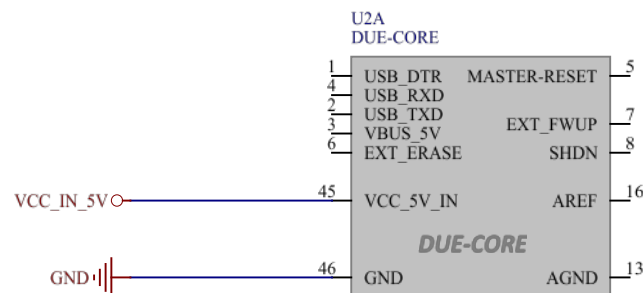 U2A
DUE-CORE
1 USB_DTR MASTER-RESET 5
4 USB_RXD
2 USB_TXD EXT_FWUP 7
3 VBUS_5V
6 EXT_ERASE SHDN 8
VCC_IN_5V 45 VCC_5V_IN AREF 16
DUE-CORE
GND 46 GND AGND 13